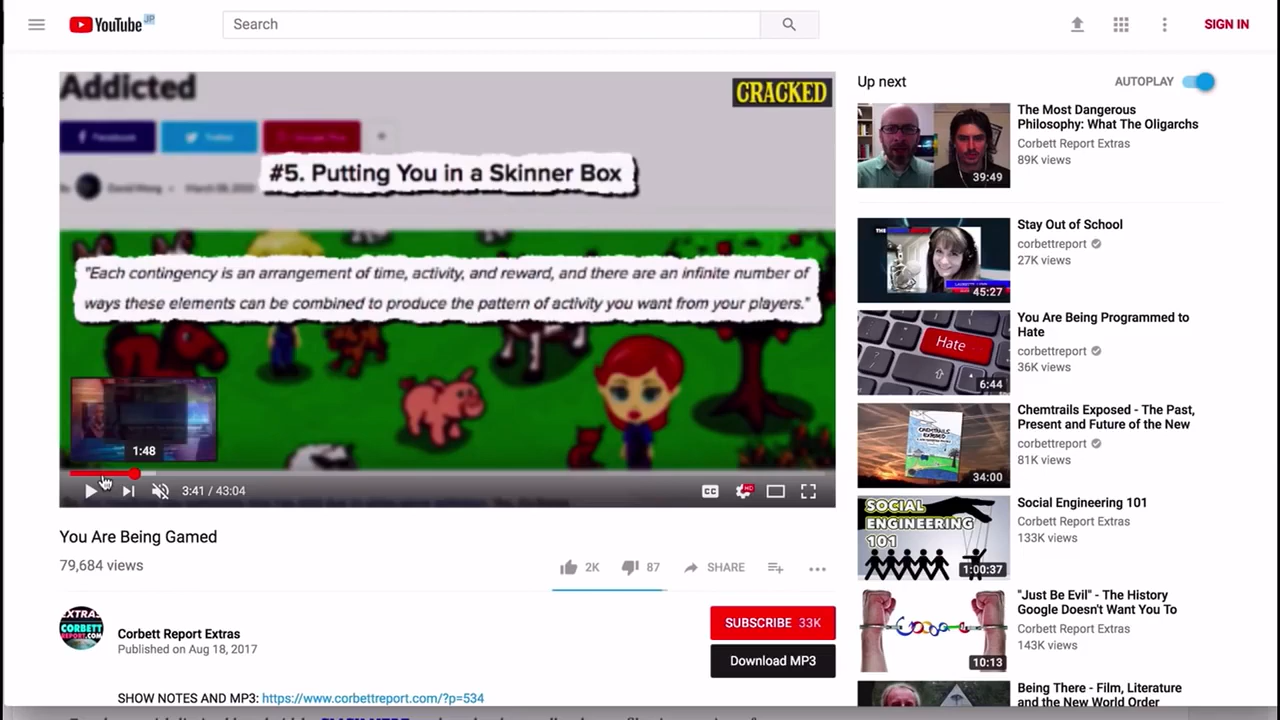 YouTube JP
Search
SIGN IN
Addicted
CRACKED
Facebook
Twitter
#5. Putting You in a Skinner Box
"Each contingency is an arrangement of time, activity, and reward, and there are an infinite number of
ways these elements can be combined to produce the pattern of activity you want from your players."
1:48
3:41 / 43:04
CC
HD
You Are Being Gamed
79,684 views
2K
87
SHARE
EXTRAS
CORBETT
REPORT.COM
Corbett Report Extras
Published on Aug 18, 2017
SUBSCRIBE 33K
Download MP3
SHOW NOTES AND MP3: https://www.corbettreport.com/?p=534
Up next
AUTOPLAY
The Most Dangerous
Philosophy: What The Oligarchs
Corbett Report Extras
89K views
39:49
Stay Out of School
corbettreport
27K views
45:27
You Are Being Programmed to
Hate
corbettreport
36K views
Hate
6:44
Chemtrails Exposed - The Past,
Present and Future of the New
corbettreport
81K views
34:00
Social Engineering 101
Corbett Report Extras
133K views
SOCIAL
ENGINEERING
101
1:00:37
"Just Be Evil" - The History
Google Doesn't Want You To
Corbett Report Extras
143K views
10:13
Being There - Film, Literature
and the New World Order